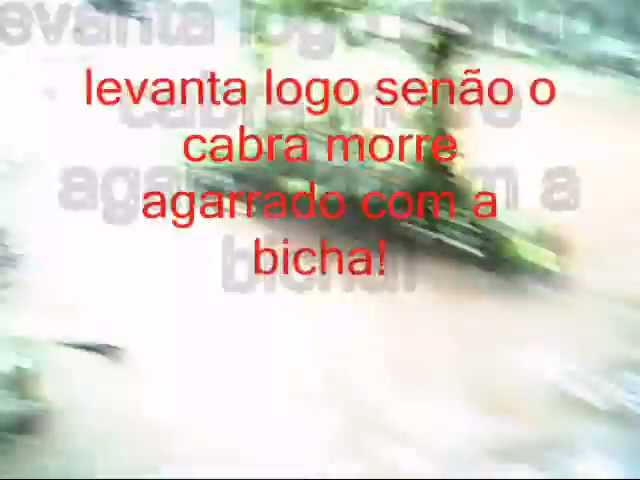 levanta logo senão o
cabra morre
agarrado com a
bicha!